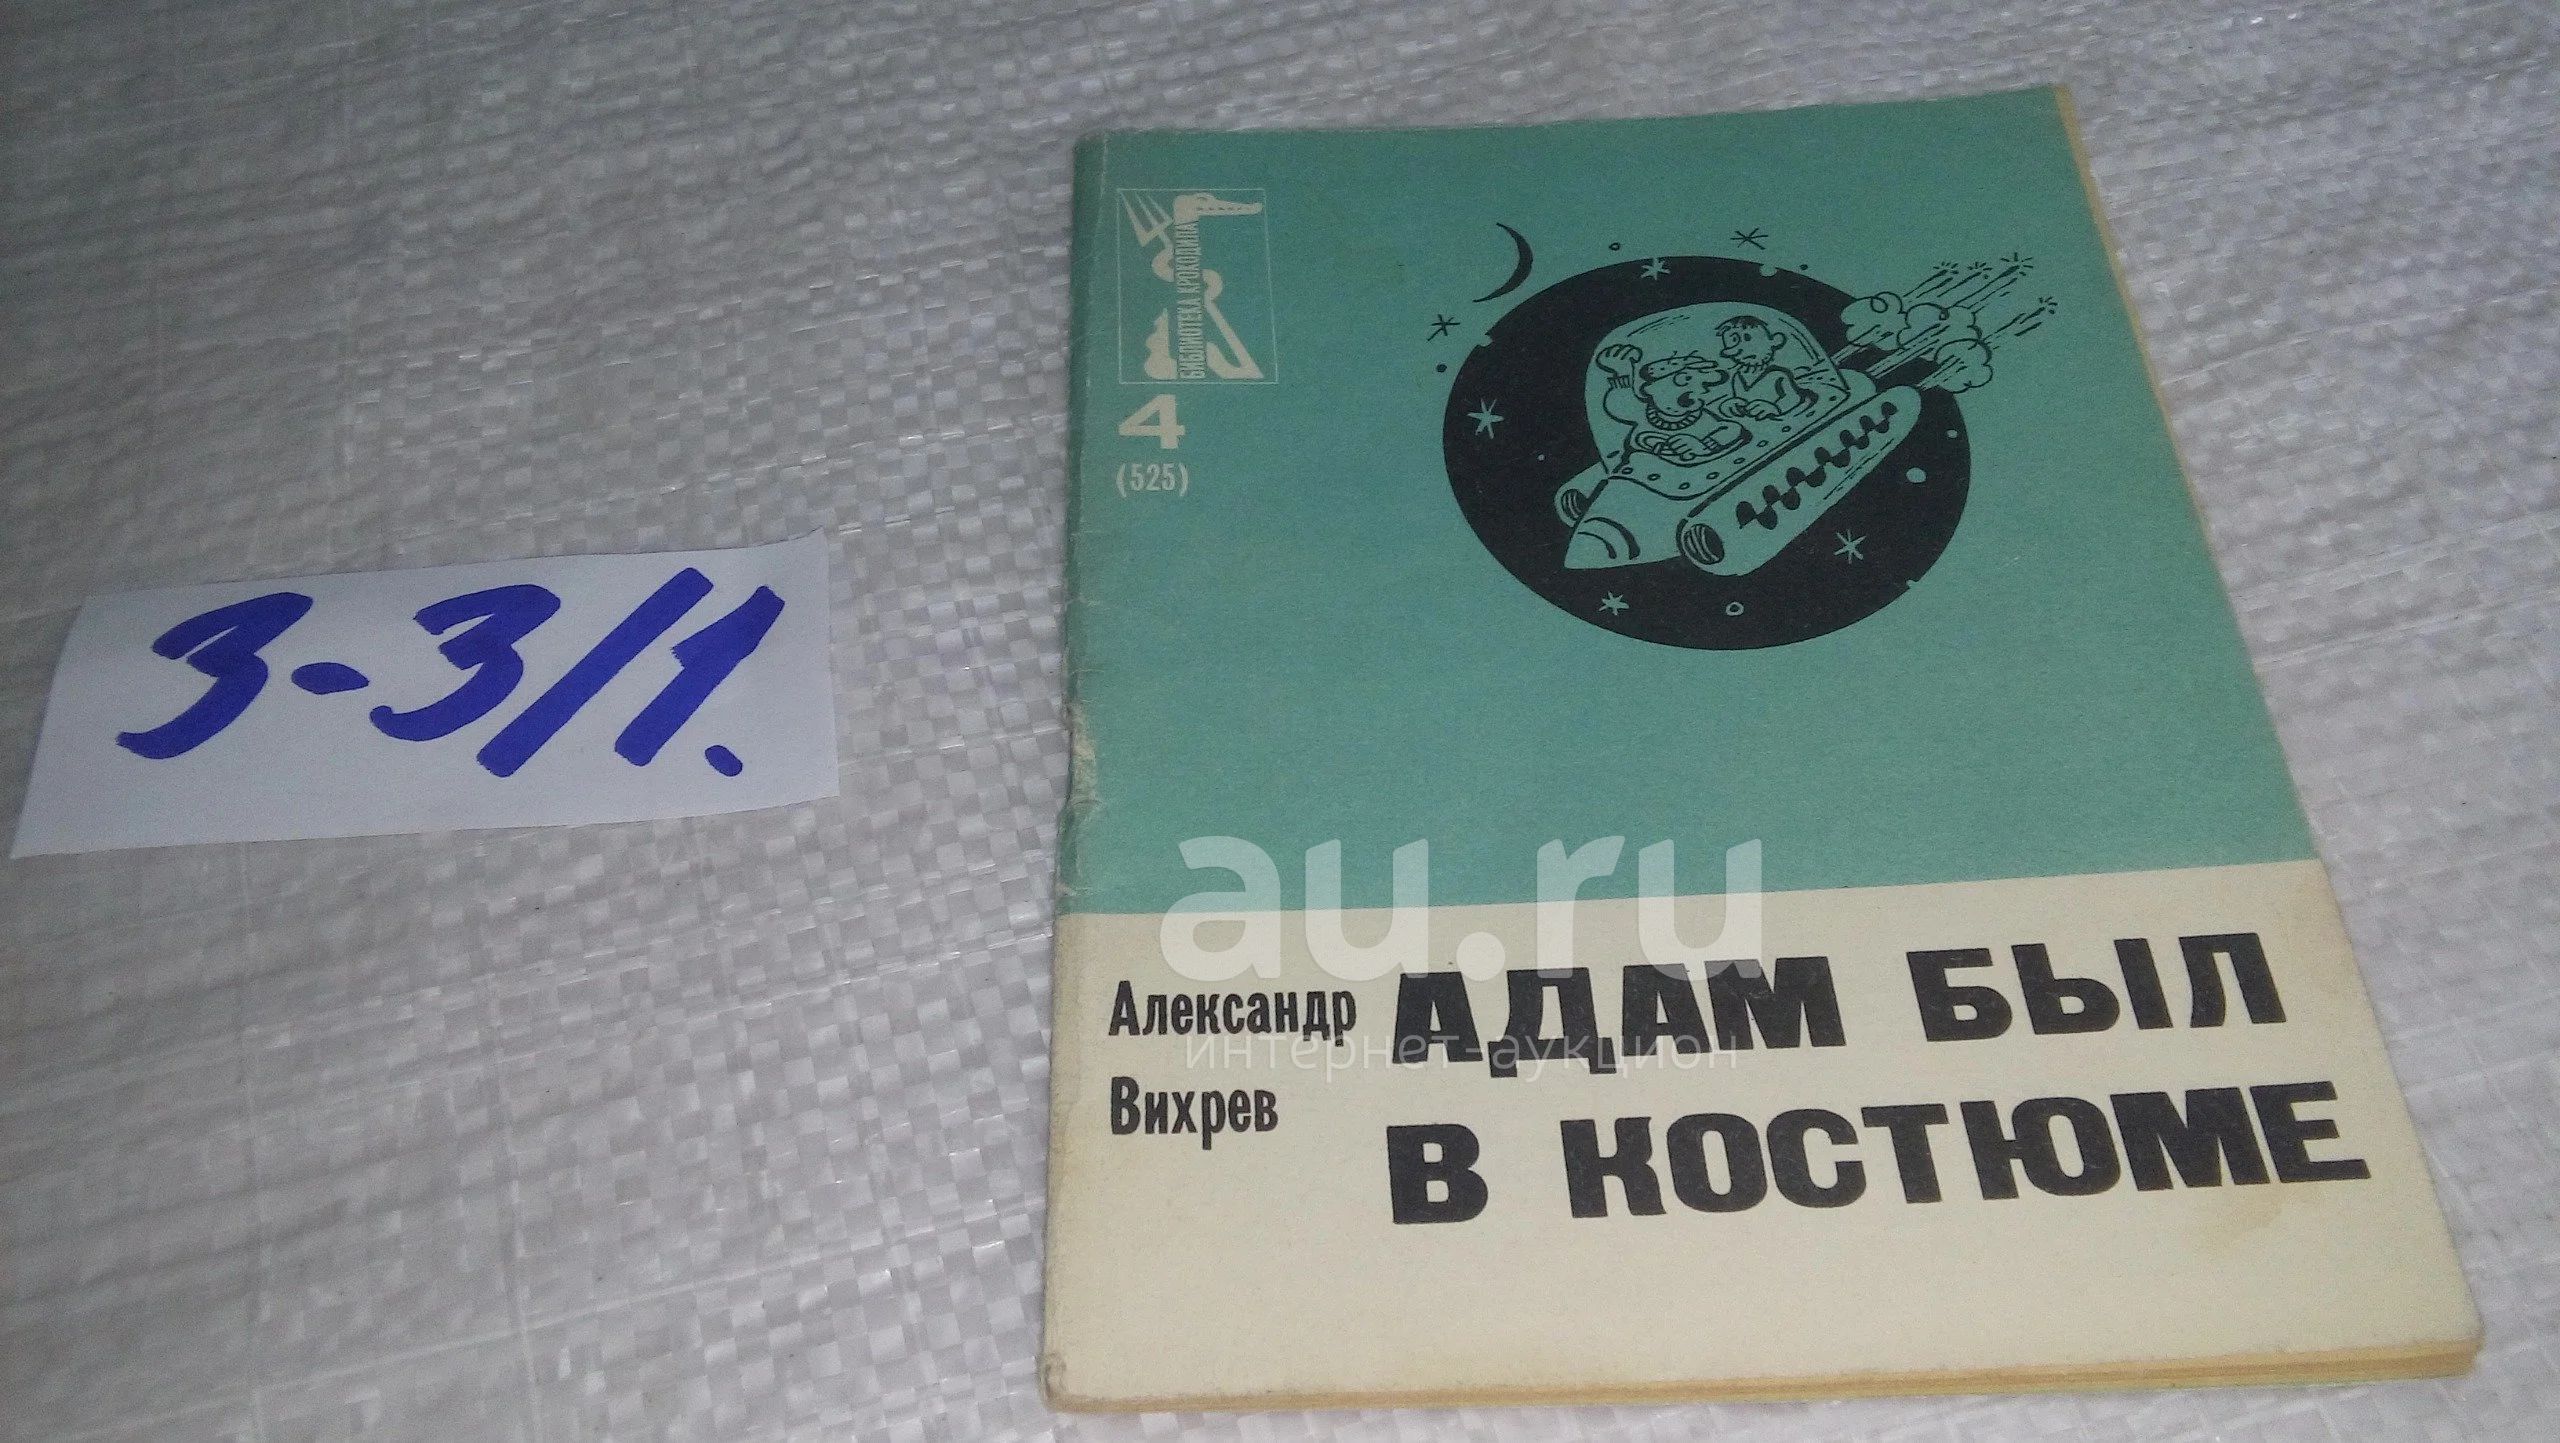 БИБЛИОТЕКА КРОКОДИЛА
4
(525)
3-3/1.
au.ru
интернет-аукцион
Александр
Вихрев
АДАМ БЫЛ
В КОСТЮМЕ